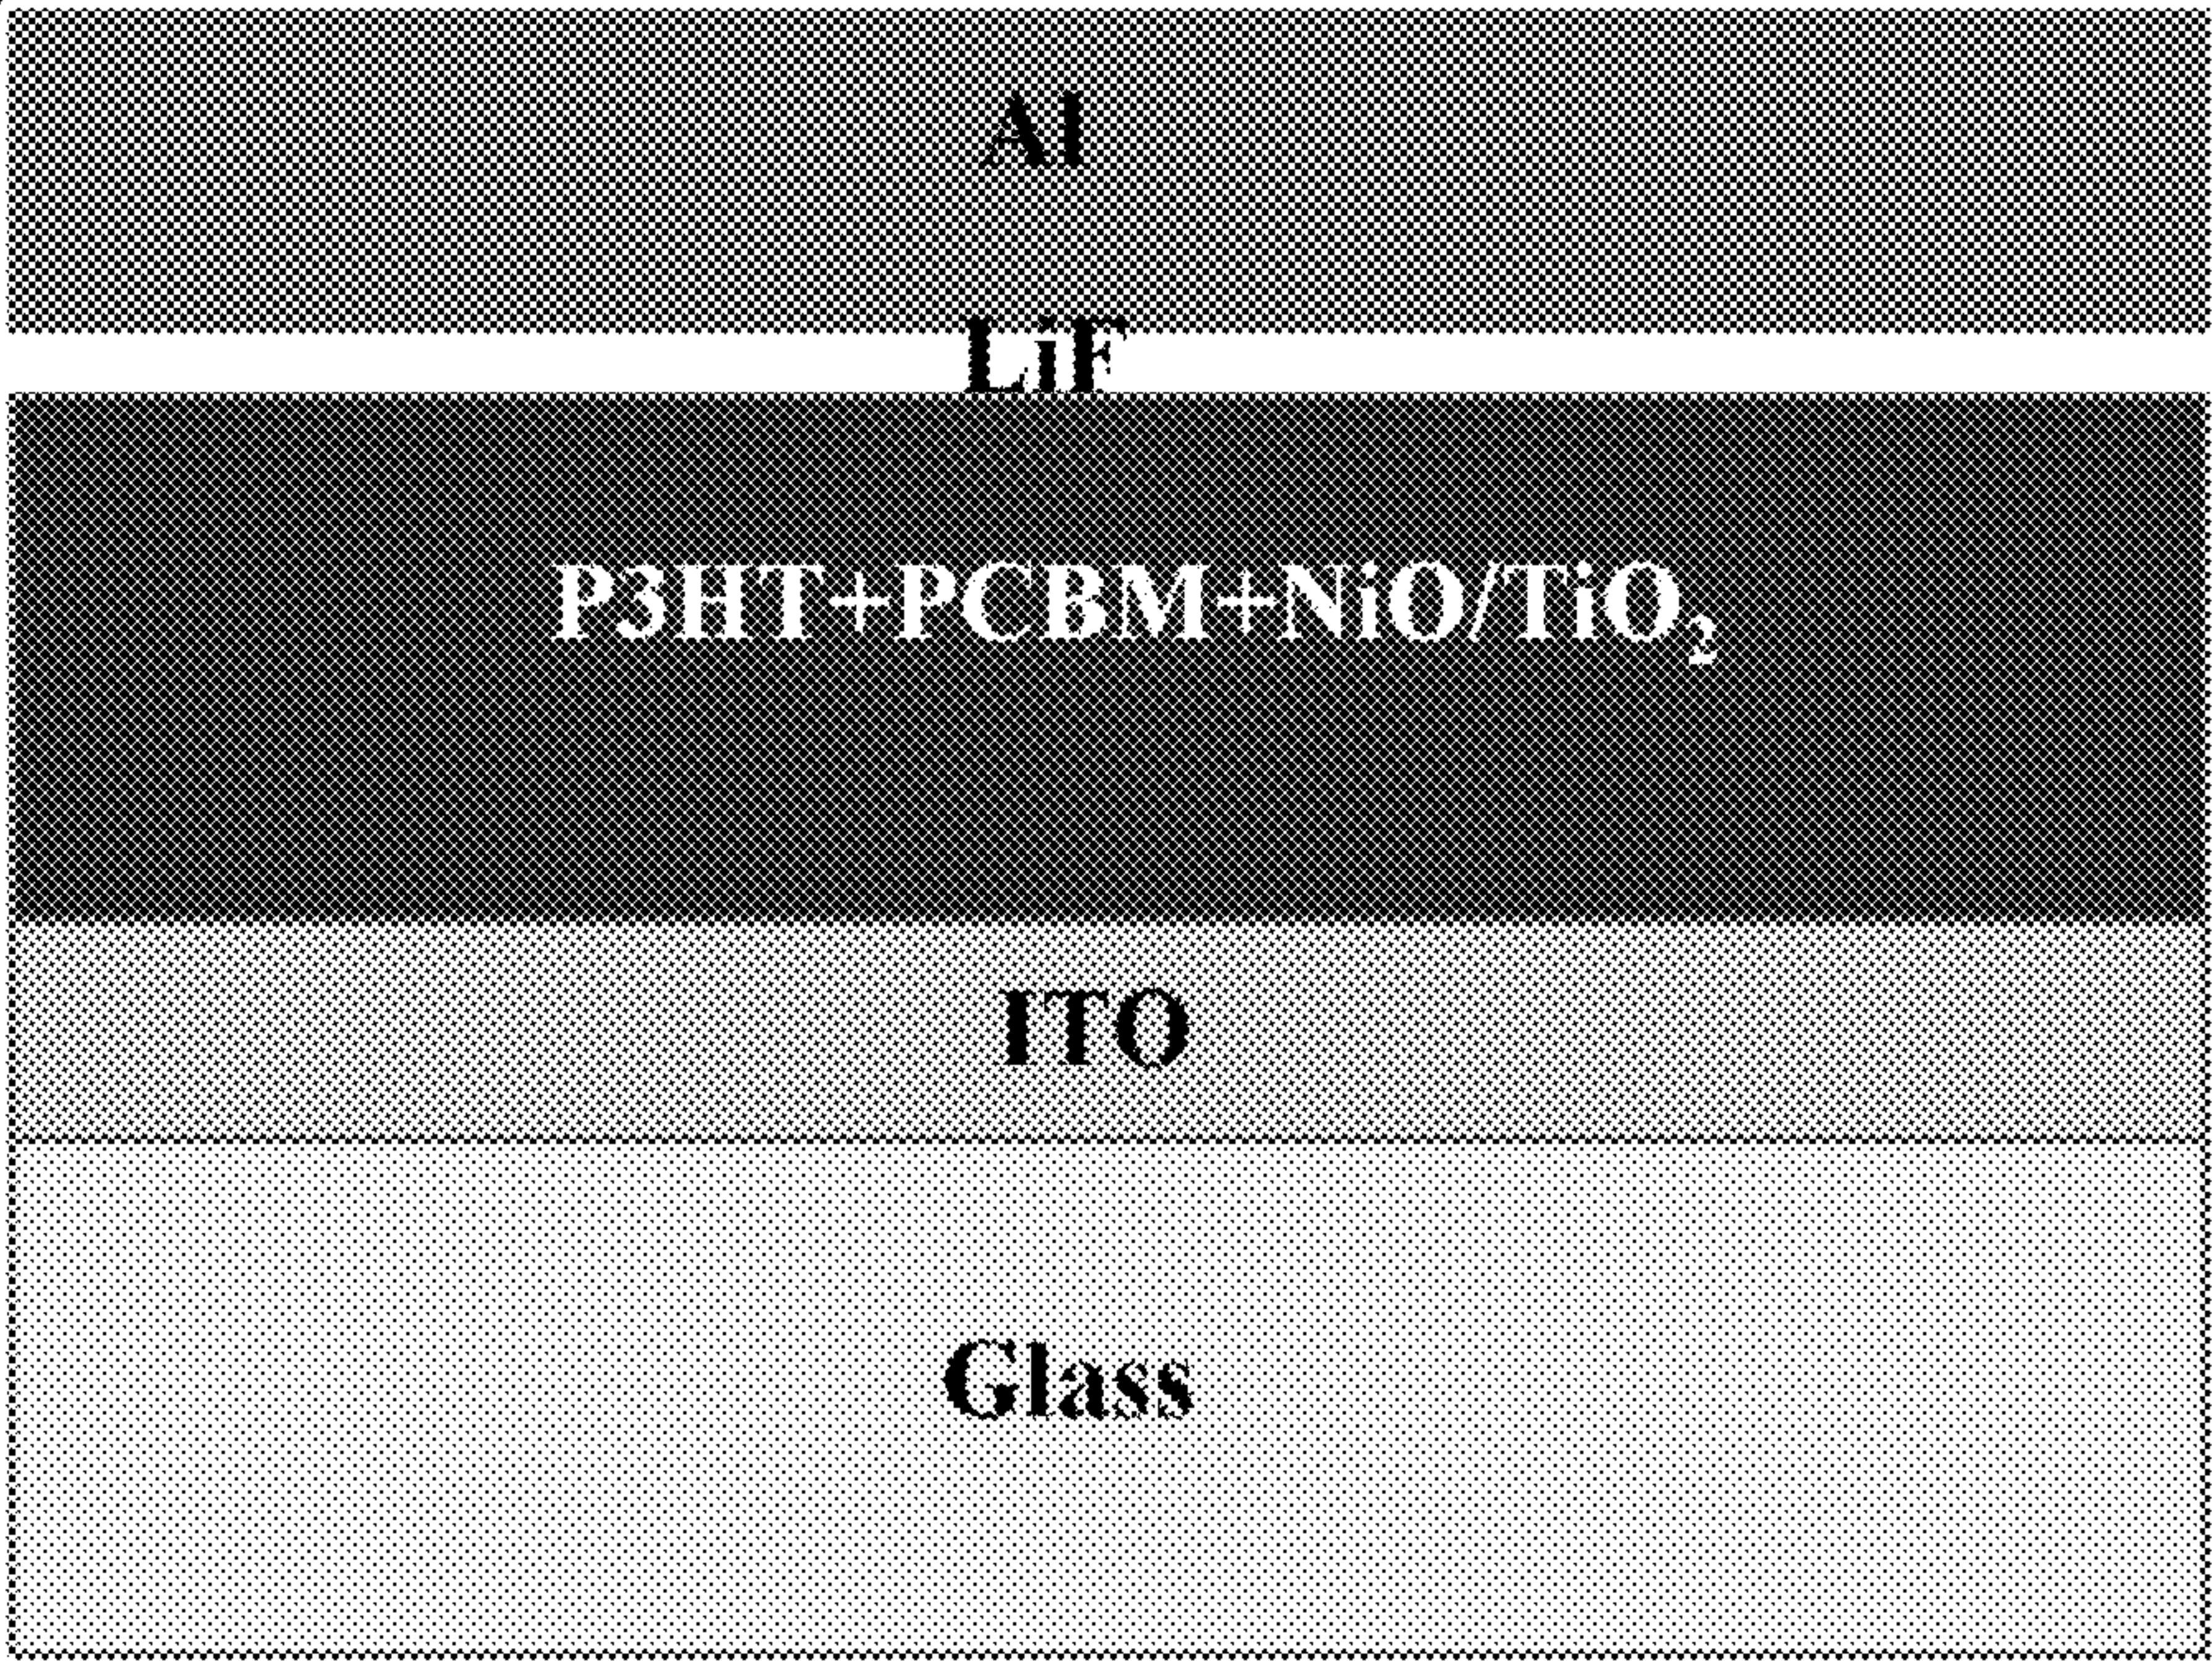 Al
LiF
P3HT+PCBM+NiO/TiO₂
ITO
Glass